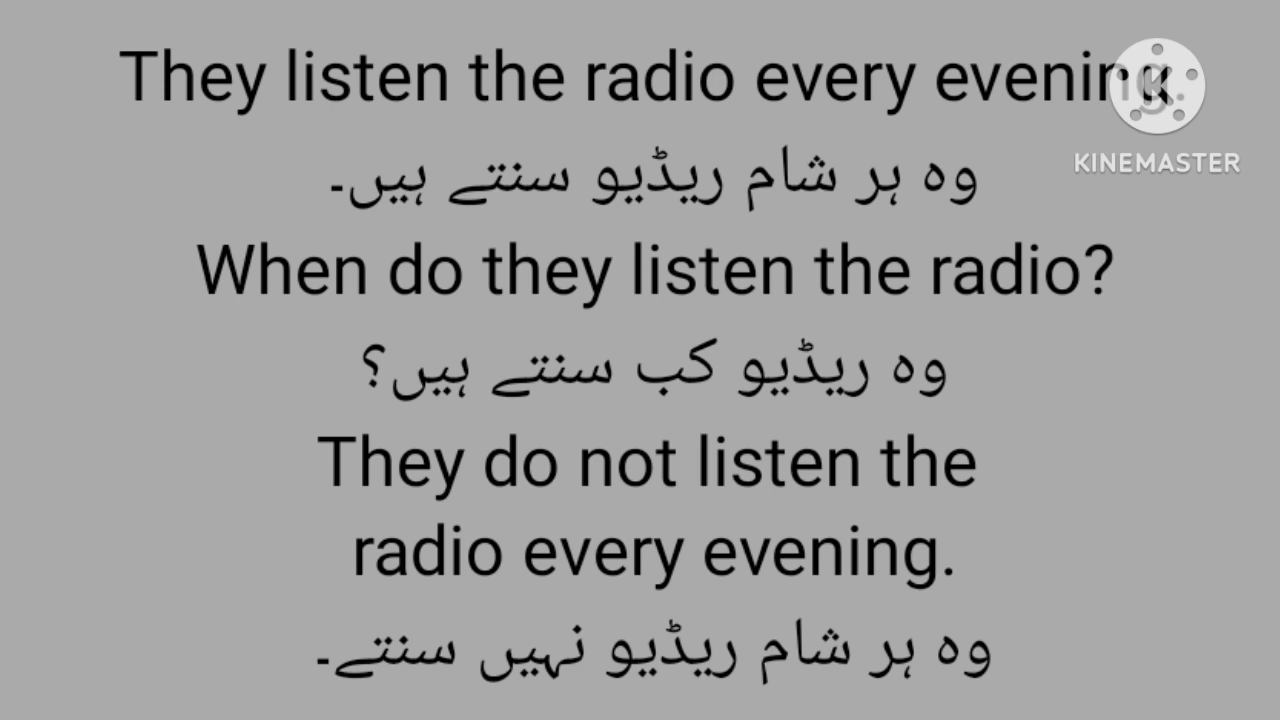 They listen the radio every evening.
KINEMASTER
وہ ہر شام ریڈیو سنتے ہیں۔
When do they listen the radio?
وہ ریڈیو کب سنتے ہیں؟
They do not listen the
radio every evening.
وہ ہر شام ریڈیو نہیں سنتے۔